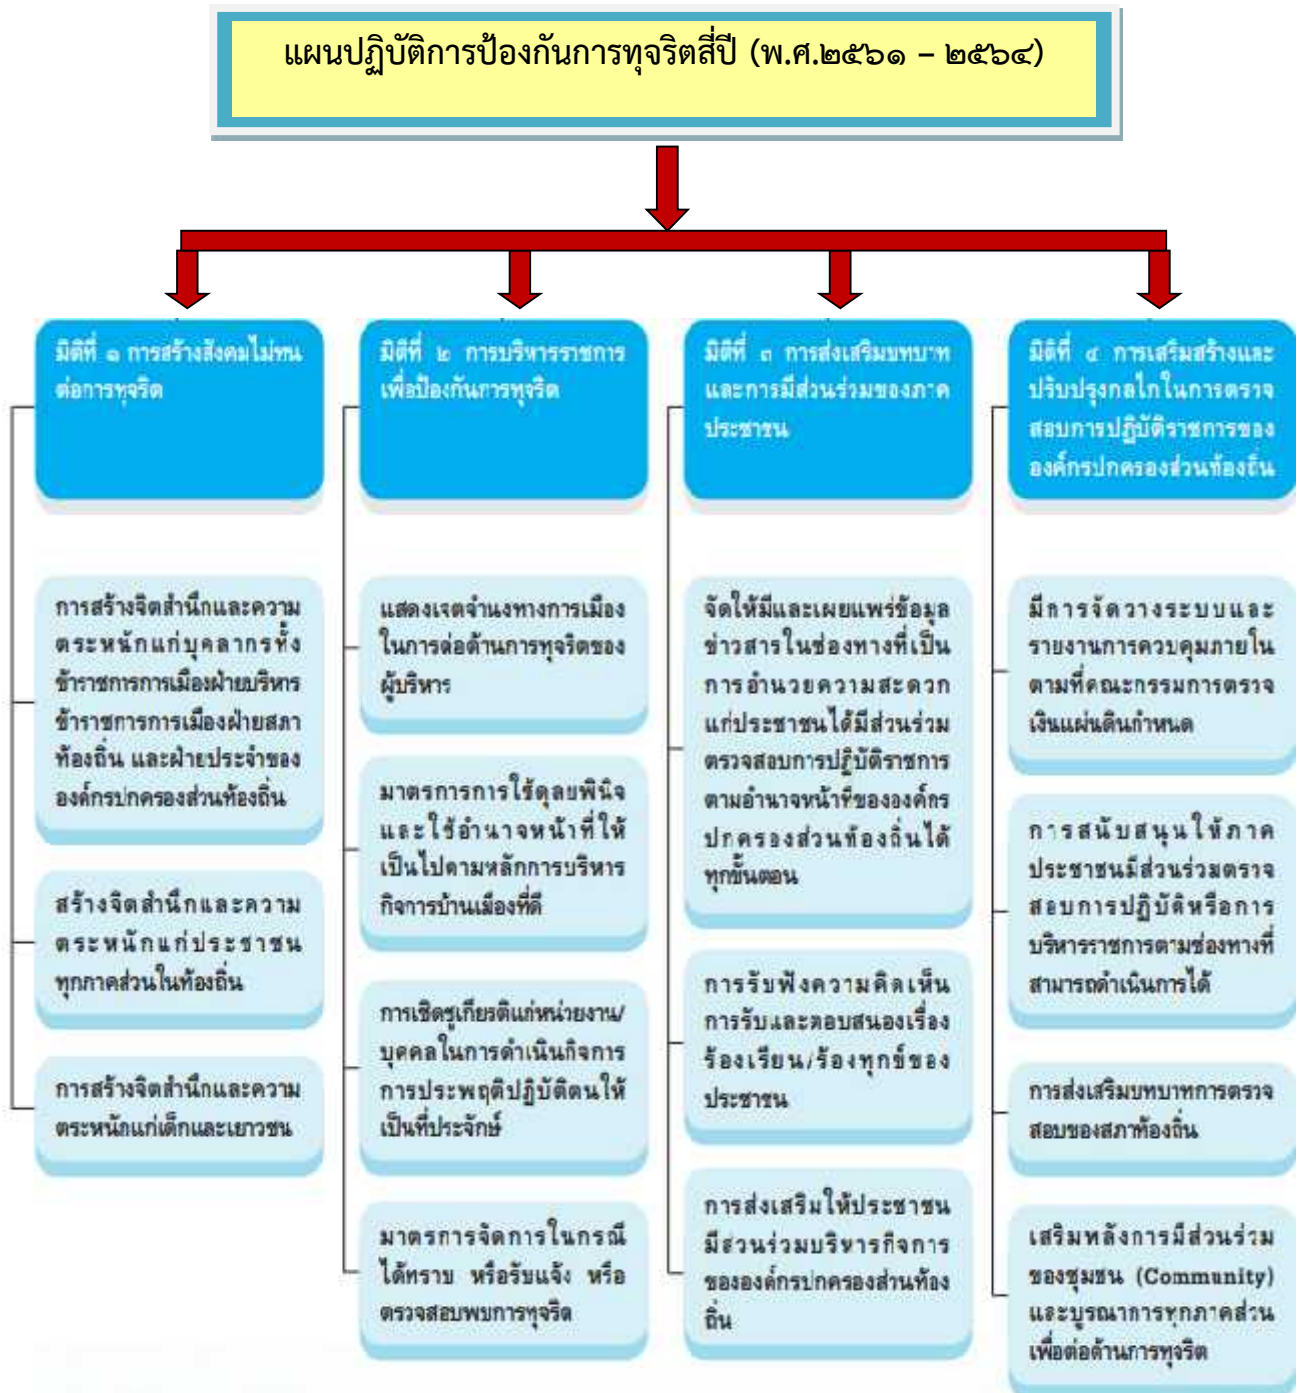 แผนปฏิบัติการป้องกันการทุจริตสี่ปี (พ.ศ.๒๕๖๑ – ๒๕๖๔)
มิติที่ ๑ การสร้างสังคมไม่ทน
ต่อการทุจริต
การสร้างจิตสำนึกและความ
ตระหนักแก่บุคลากรทั้ง
ข้าราชการการเมืองฝ่ายบริหาร
ข้าราชการการเมืองฝ่ายสภา
ท้องถิ่น และฝ่ายประจำของ
องค์กรปกครองส่วนท้องถิ่น
สร้างจิตสำนึกและความ
ตระหนักแก่ประชาชน
ทุกภาคส่วนในท้องถิ่น
การสร้างจิตสำนึกและความ
ตระหนักแก่เด็กและเยาวชน
มิติที่ ๒ การบริหารราชการ
เพื่อป้องกันการทุจริต
แสดงเจตจำนงทางการเมือง
ในการต่อต้านการทุจริตของ
ผู้บริหาร
มาตรการการใช้ดุลยพินิจ
และใช้อำนาจหน้าที่ให้
เป็นไปตามหลักการบริหาร
กิจการบ้านเมืองที่ดี
การเชิดชูเกียรติแก่หน่วยงาน/
บุคคลในการดำเนินกิจการ
การประพฤติปฏิบัติตนให้
เป็นที่ประจักษ์
มาตรการจัดการในกรณี
ได้ทราบ หรือรับแจ้ง หรือ
ตรวจสอบพบการทุจริต
มิติที่ ๓ การส่งเสริมบทบาท
และการมีส่วนร่วมของภาค
ประชาชน
จัดให้มีและเผยแพร่ข้อมูล
ข่าวสารในช่องทางที่เป็น
การอำนวยความสะดวก
แก่ประชาชนได้มีส่วนร่วม
ตรวจสอบการปฏิบัติราชการ
ตามอำนาจหน้าที่ขององค์กร
ปกครองส่วนท้องถิ่นได้
ทุกขั้นตอน
การรับฟังความคิดเห็น
การรับและตอบสนองเรื่อง
ร้องเรียน/ร้องทุกข์ของ
ประชาชน
การส่งเสริมให้ประชาชน
มีส่วนร่วมบริหารกิจการ
ขององค์กรปกครองส่วนท้อง
ถิ่น
มิติที่ ๔ การเสริมสร้างและ
ปรับปรุงกลไกในการตรวจ
สอบการปฏิบัติราชการของ
องค์กรปกครองส่วนท้องถิ่น
มีการจัดวางระบบและ
รายงานการควบคุมภายใน
ตามที่คณะกรรมการตรวจ
เงินแผ่นดินกำหนด
การสนับสนุนให้ภาค
ประชาชนมีส่วนร่วมตรวจ
สอบการปฏิบัติหรือการ
บริหารราชการตามช่องทางที่
สามารถดำเนินการได้
การส่งเสริมบทบาทการตรวจ
สอบของสภาท้องถิ่น
เสริมพลังการมีส่วนร่วม
ของชุมชน (Community)
และบูรณาการทุกภาคส่วน
เพื่อต่อต้านการทุจริต